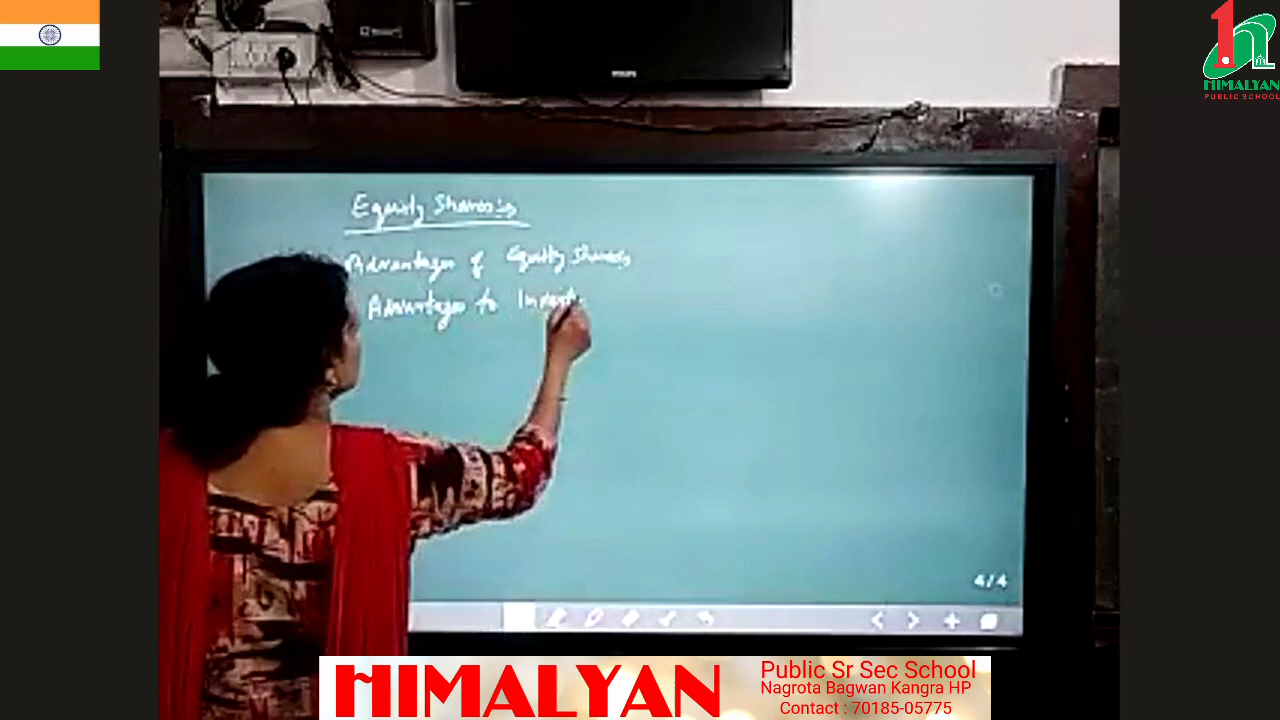 HIMALYAN
PUBLIC SCHOOL
PHILIPS
Equity Shares:-
Advantages of Equity Shares
Advantages to Invest
4/4
HIMALYAN
Public Sr Sec School
Nagrota Bagwan Kangra HP
Contact : 70185-05775